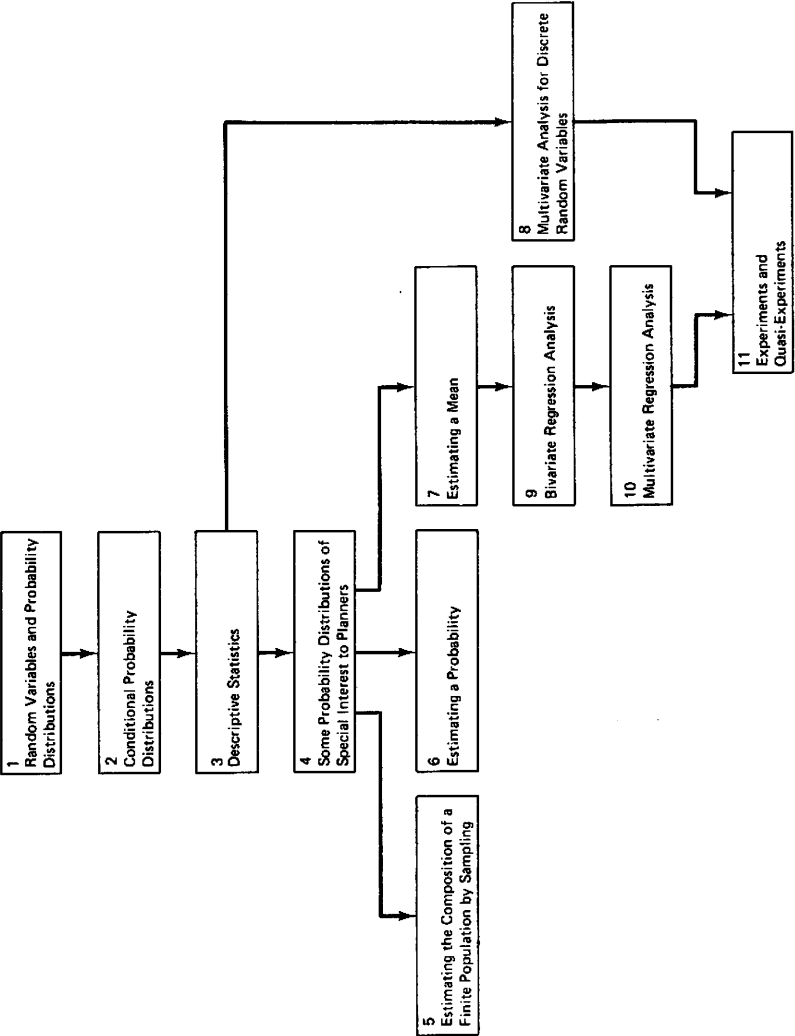 1
Random Variables and Probability
Distributions
2
Conditional Probability
Distributions
3
Descriptive Statistics
4
Some Probability Distributions of
Special Interest to Planners
5
Estimating the Composition of a
Finite Population by Sampling
6
Estimating a Probability
7
Estimating a Mean
8
Multivariate Analysis for Discrete
Random Variables
9
Bivariate Regression Analysis
10
Multivariate Regression Analysis
11
Experiments and
Quasi-Experiments